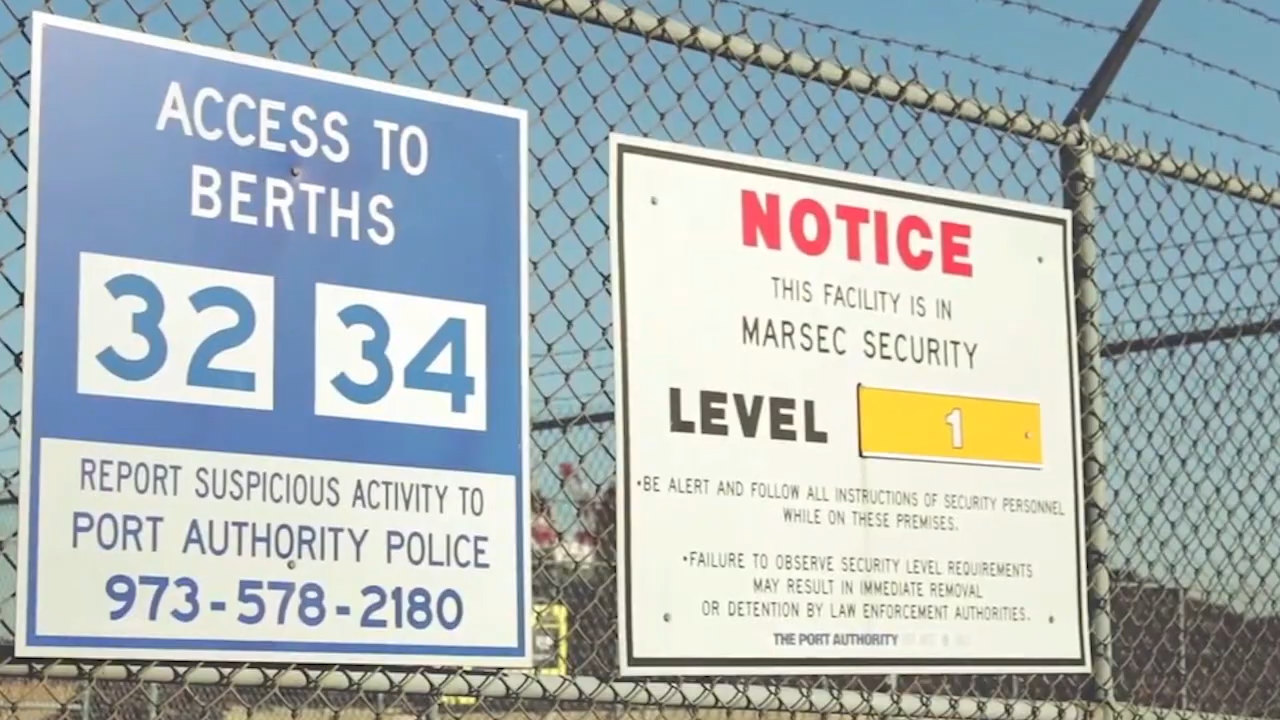 ACCESS TO
BERTHS
32 34
REPORT SUSPICIOUS ACTIVITY TO
PORT AUTHORITY POLICE
973-578-2180
NOTICE
THIS FACILITY IS IN
MARSEC SECURITY
LEVEL 1
•BE ALERT AND FOLLOW ALL INSTRUCTIONS OF SECURITY PERSONNEL
WHILE ON THESE PREMISES.
•FAILURE TO OBSERVE SECURITY LEVEL REQUIREMENTS
MAY RESULT IN IMMEDIATE REMOVAL
OR DETENTION BY LAW ENFORCEMENT AUTHORITIES.
THE PORT AUTHORITY